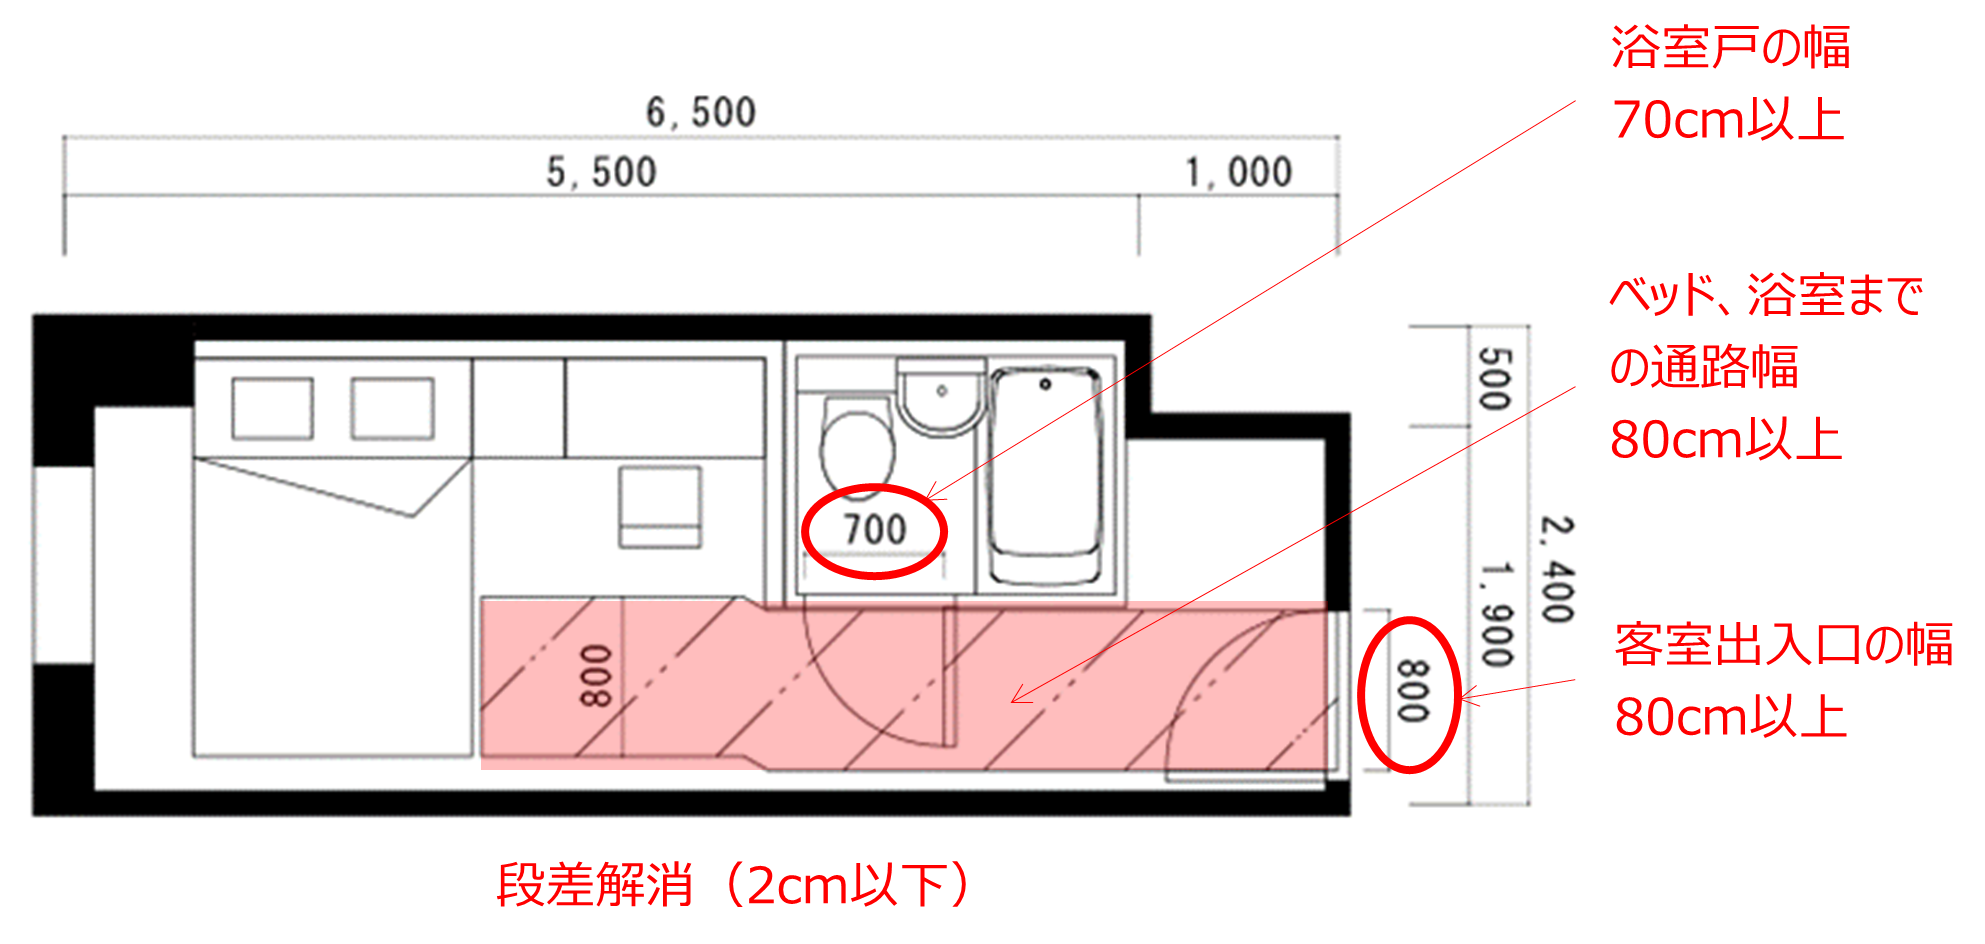 浴室戸の幅
70cm以上
6,500
5,500
1,000
ベッド、浴室まで
の通路幅
80cm以上
500
2,400
1,900
700
800
800
客室出入口の幅
80cm以上
段差解消（2cm以下）